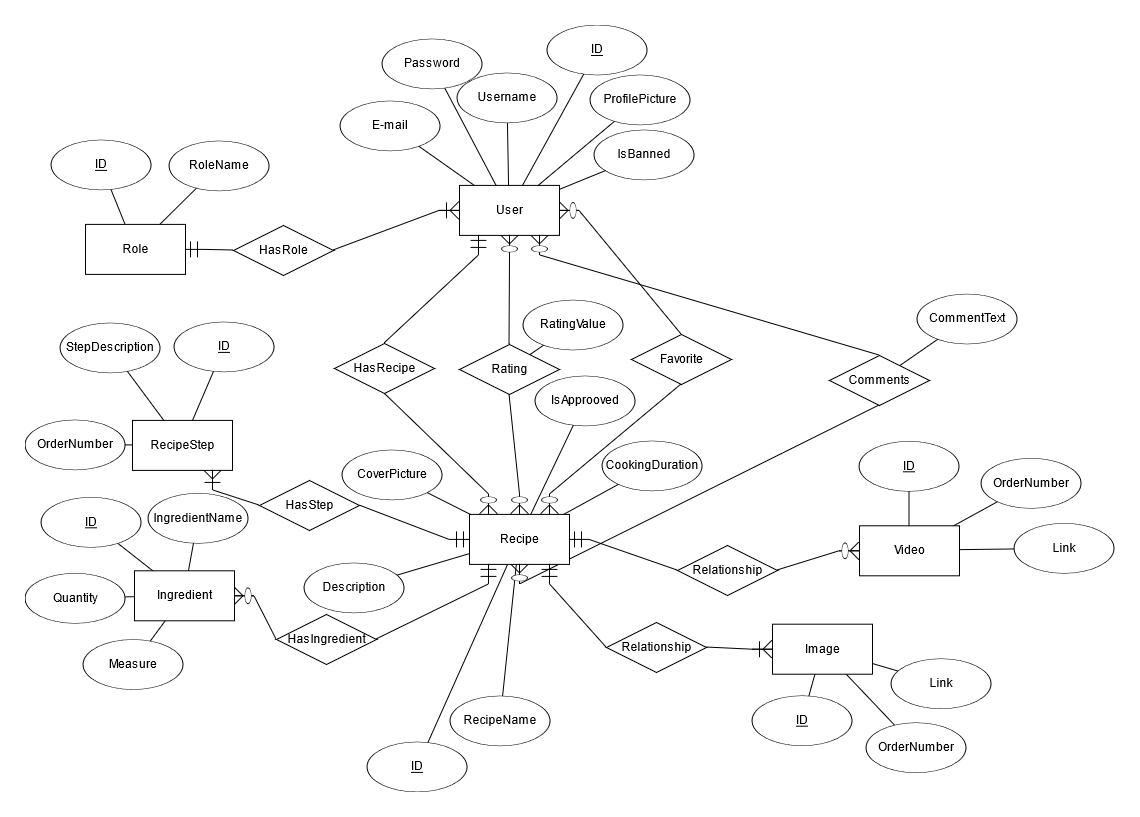 ID
Password
Username
ProfilePicture
E-mail
IsBanned
ID
RoleName
User
Role
HasRole
CommentText
RatingValue
StepDescription
ID
HasRecipe
Rating
Favorite
Comments
IsApprooved
OrderNumber
RecipeStep
CoverPicture
CookingDuration
ID
OrderNumber
HasStep
ID
IngredientName
Recipe
Video
Link
Relationship
Description
Quantity
Ingredient
HasIngredient
Measure
Relationship
Image
Link
RecipeName
ID
OrderNumber
ID